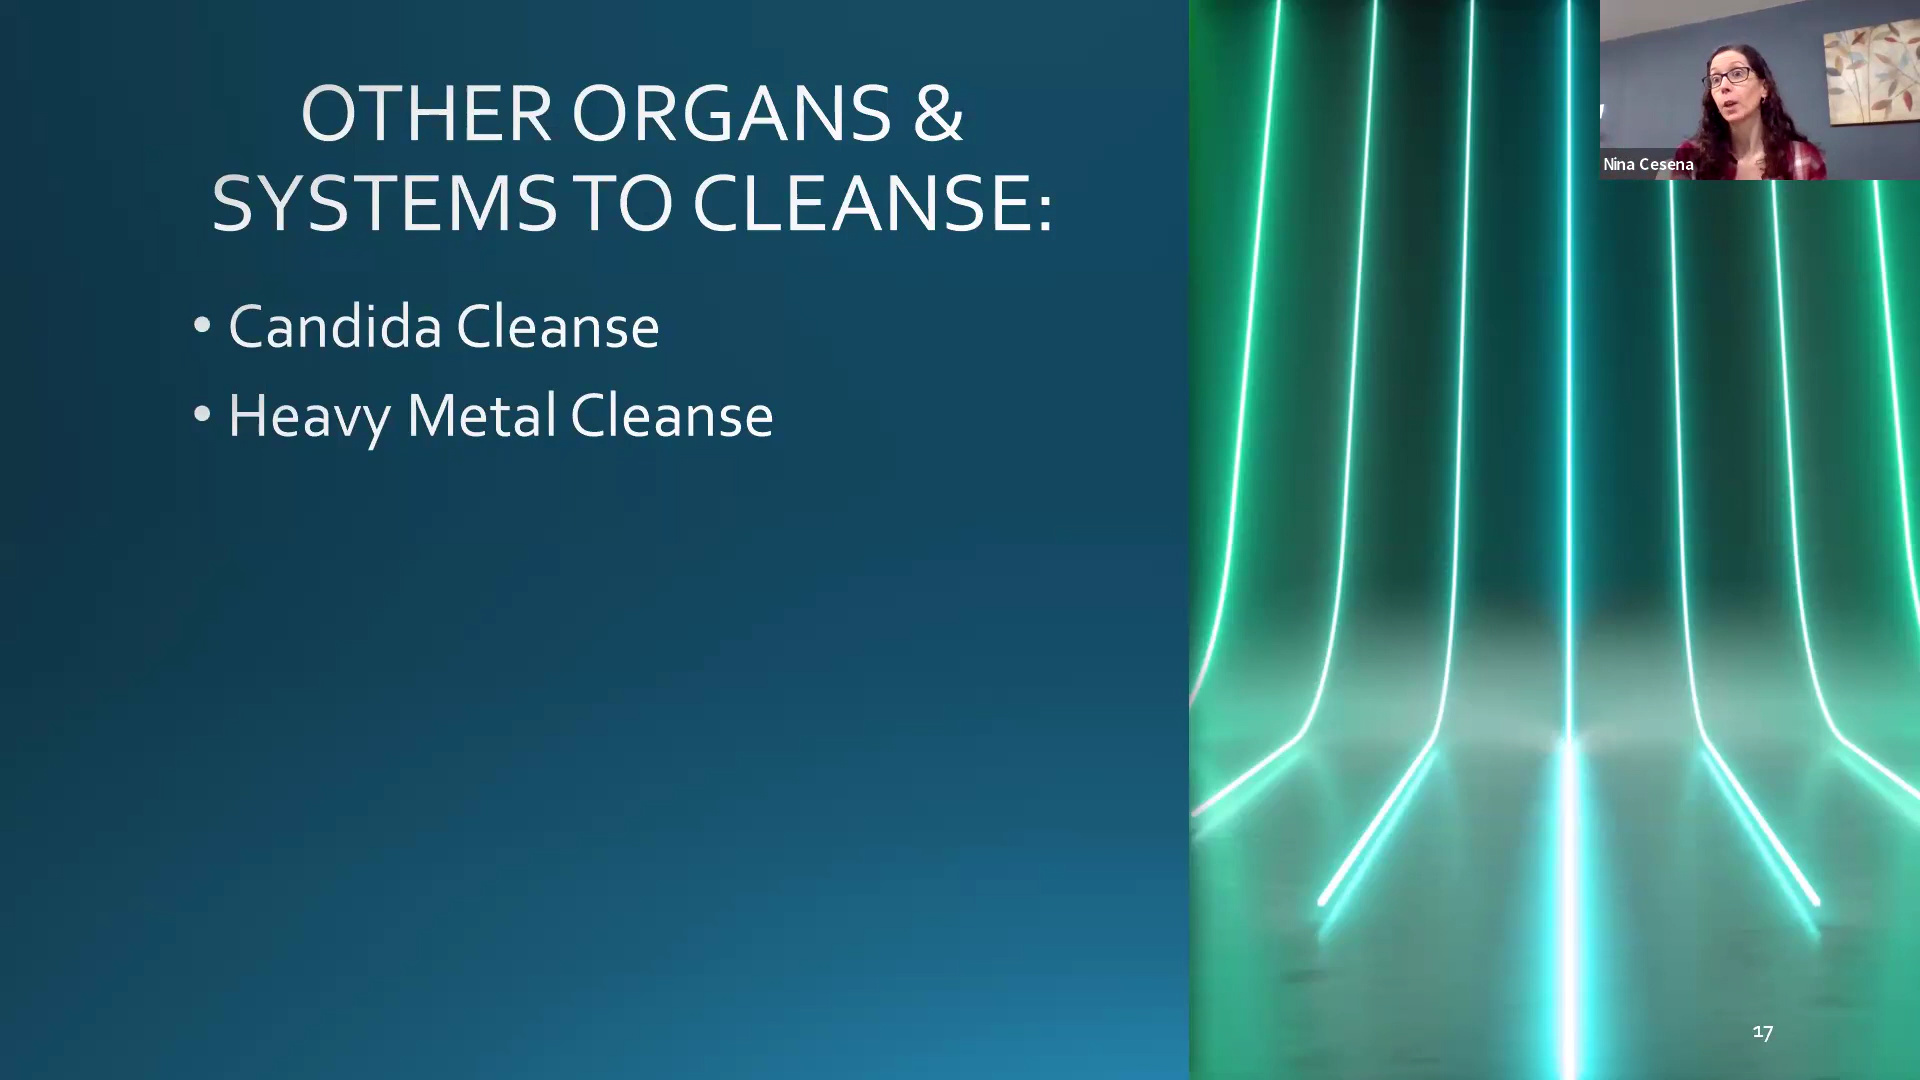 OTHER ORGANS &
SYSTEMS TO CLEANSE:
• Candida Cleanse
• Heavy Metal Cleanse
Nina Cesena
17